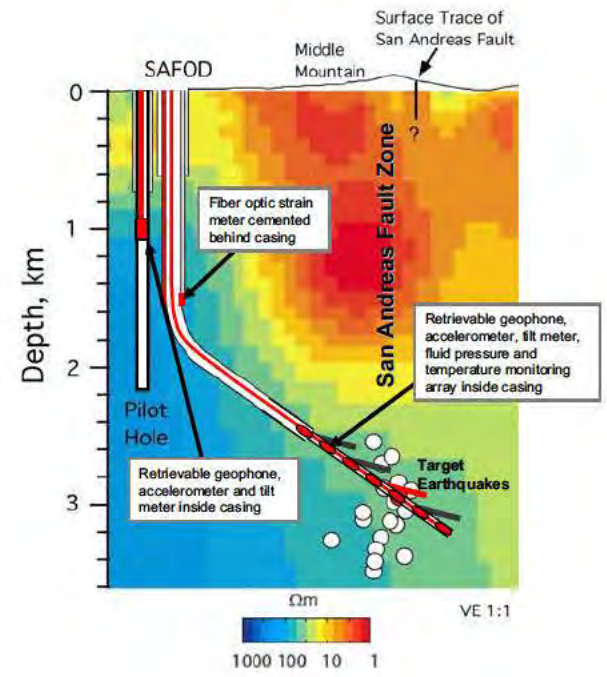 Surface Trace of
San Andreas Fault
Middle
Mountain
SAFOD
0
?
San Andreas Fault Zone
Fiber optic strain
meter cemented
behind casing
1
Depth, km
Retrievable geophone,
accelerometer, tilt meter,
fluid pressure and
temperature monitoring
array inside casing
2
Pilot
Hole
Target
Earthquakes
Retrievable geophone,
accelerometer and tilt
meter inside casing
3
Ωm
VE 1:1
1000 100 10 1